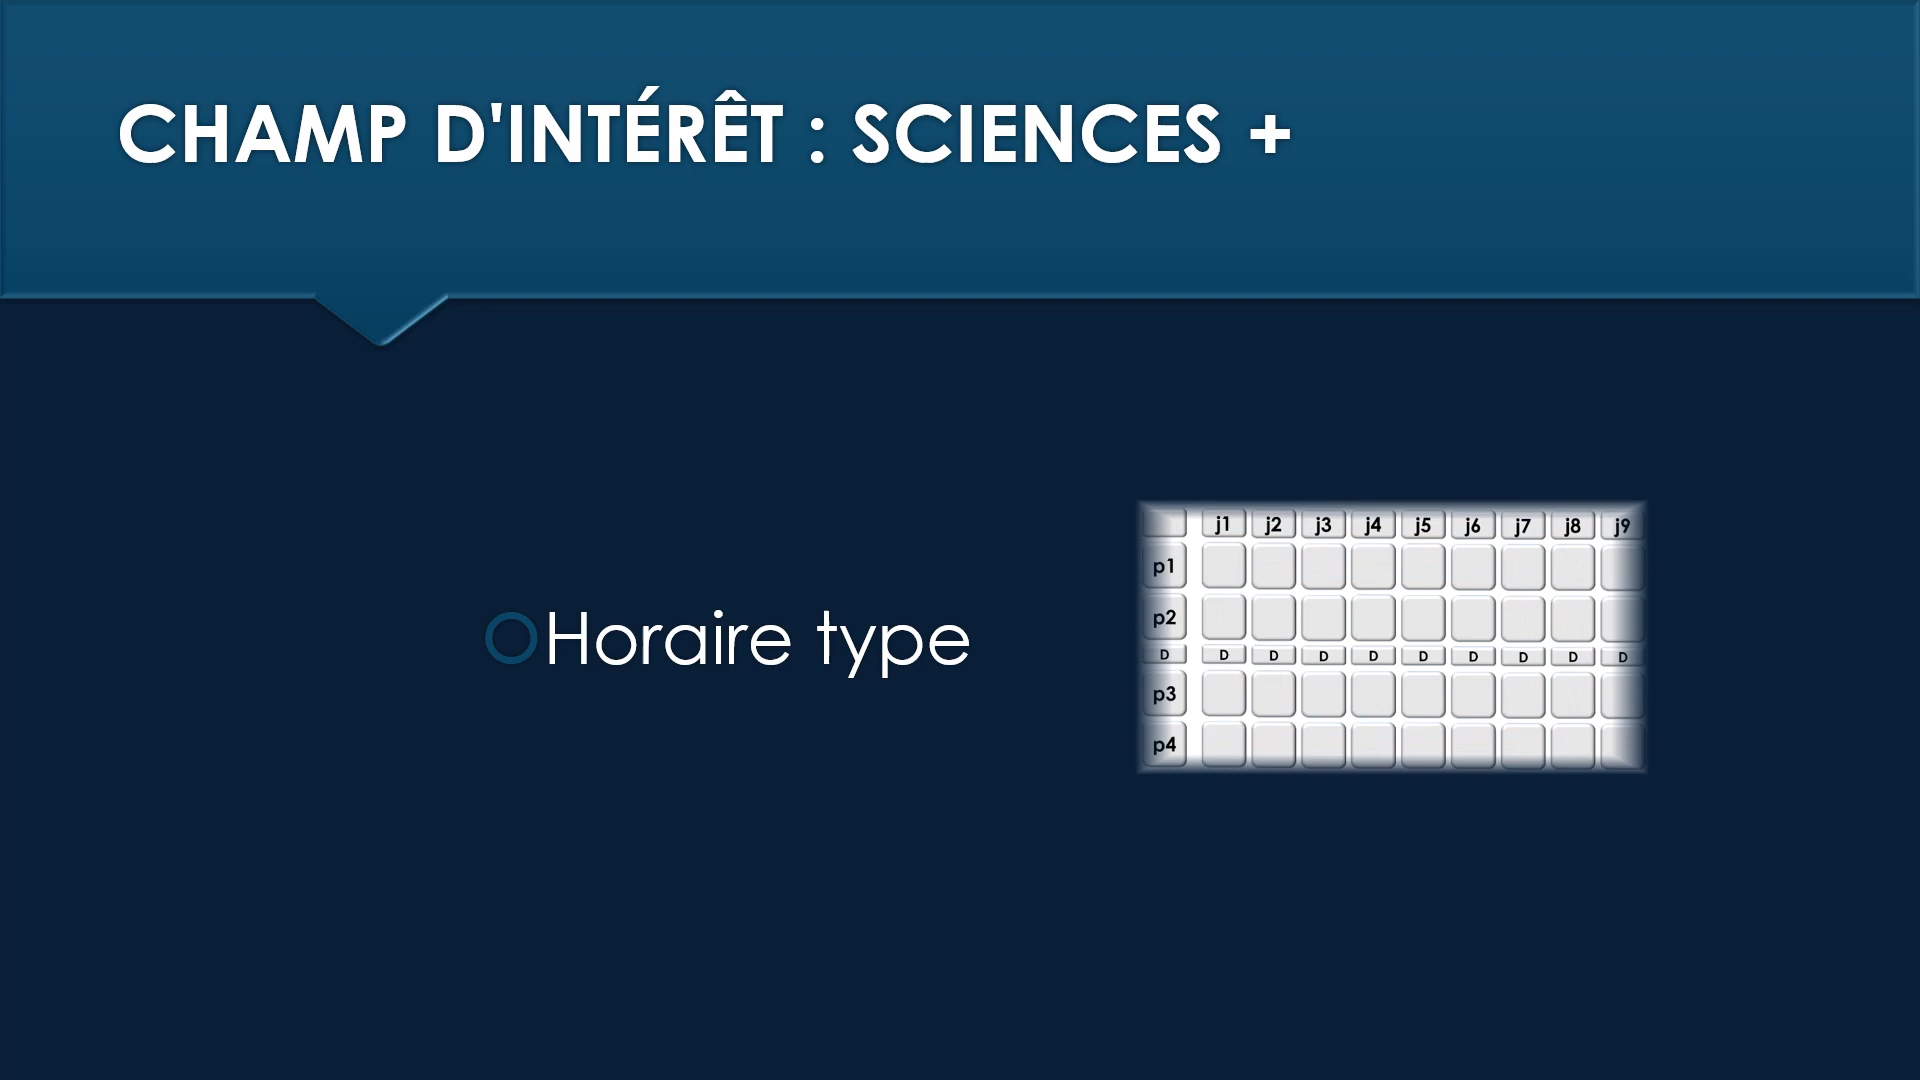 CHAMP D'INTÉRÊT : SCIENCES +
Horaire type
j1 j2 j3 j4 j5 j6 j7 j8 j9
p1
p2
D D D D D D D D D D
p3
p4